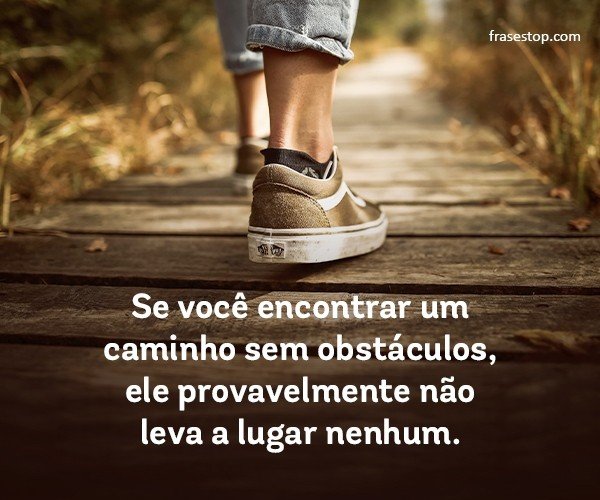 frasestop.com
Se você encontrar um
caminho sem obstáculos,
ele provavelmente não
leva a lugar nenhum.